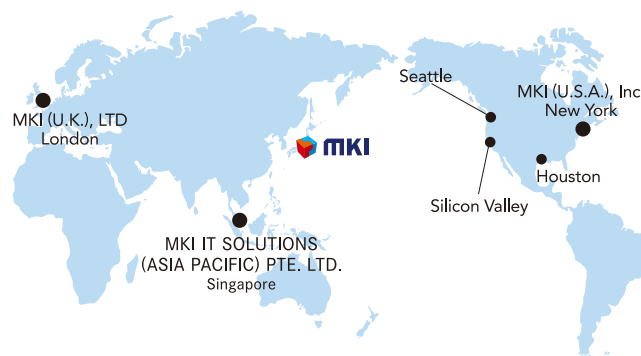 Seattle
MKI (U.S.A.), Inc
New York
MKI (U.K.), LTD
London
MKI
Houston
Silicon Valley
MKI IT SOLUTIONS
(ASIA PACIFIC) PTE. LTD.
Singapore